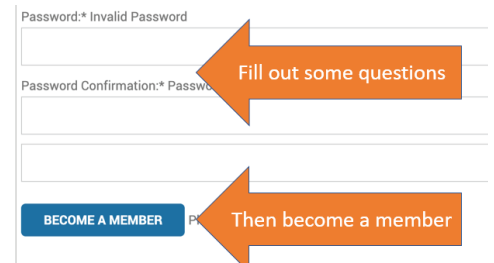 Password:* Invalid Password
Fill out some questions
Password Confirmation:*
BECOME A MEMBER
Then become a member